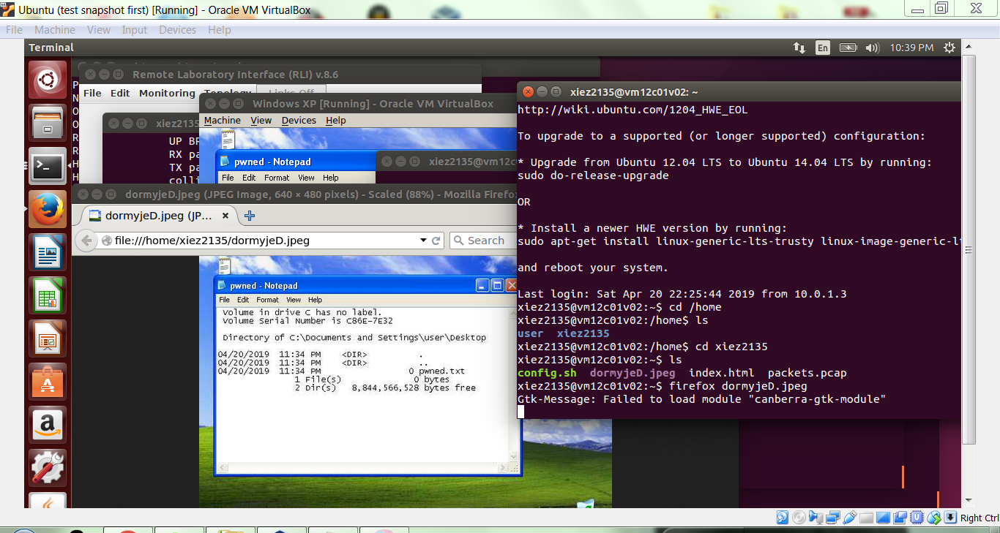 Ubuntu (test snapshot first) [Running] - Oracle VM VirtualBox
File Machine View Input Devices Help
Terminal
En
10:39 PM
Remote Laboratory Interface (RLI) v.8.6
File Edit Monitoring Topology Links Off
Windows XP [Running] - Oracle VM VirtualBox
Machine View Devices Help
xiez2135
UP BR
RX pa
TX pa
colli
pwned - Notepad
File Edit Format View Help
xiez2135@vm12c01
dormyjeD.jpeg (JPEG Image, 640 × 480 pixels) - Scaled (88%) - Mozilla Firefox
dormyjeD.jpeg (JP...
file:///home/xiez2135/dormyjeD.jpeg
Search
pwned - Notepad
File Edit Format View Help
Volume in drive C has no label.
Volume Serial Number is C86E-7E32
Directory of C:\Documents and Settings\user\Desktop
04/20/2019 11:34 PM <DIR> .
04/20/2019 11:34 PM <DIR> ..
04/20/2019 11:34 PM 0 pwned.txt
1 File(s) 0 bytes
2 Dir(s) 8,844,566,528 bytes free
xiez2135@vm12c01v02: ~
http://wiki.ubuntu.com/1204_HWE_EOL
To upgrade to a supported (or longer supported) configuration:
* Upgrade from Ubuntu 12.04 LTS to Ubuntu 14.04 LTS by running:
sudo do-release-upgrade
OR
* Install a newer HWE version by running:
sudo apt-get install linux-generic-lts-trusty linux-image-generic-lt
and reboot your system.
Last login: Sat Apr 20 22:25:44 2019 from 10.0.1.3
xiez2135@vm12c01v02:~$ cd /home
xiez2135@vm12c01v02:/home$ ls
user xiez2135
xiez2135@vm12c01v02:/home$ cd xiez2135
xiez2135@vm12c01v02:~$ ls
config.sh dormyjeD.jpeg index.html packets.pcap
xiez2135@vm12c01v02:~$ firefox dormyjeD.jpeg
Gtk-Message: Failed to load module "canberra-gtk-module"
Right Ctrl